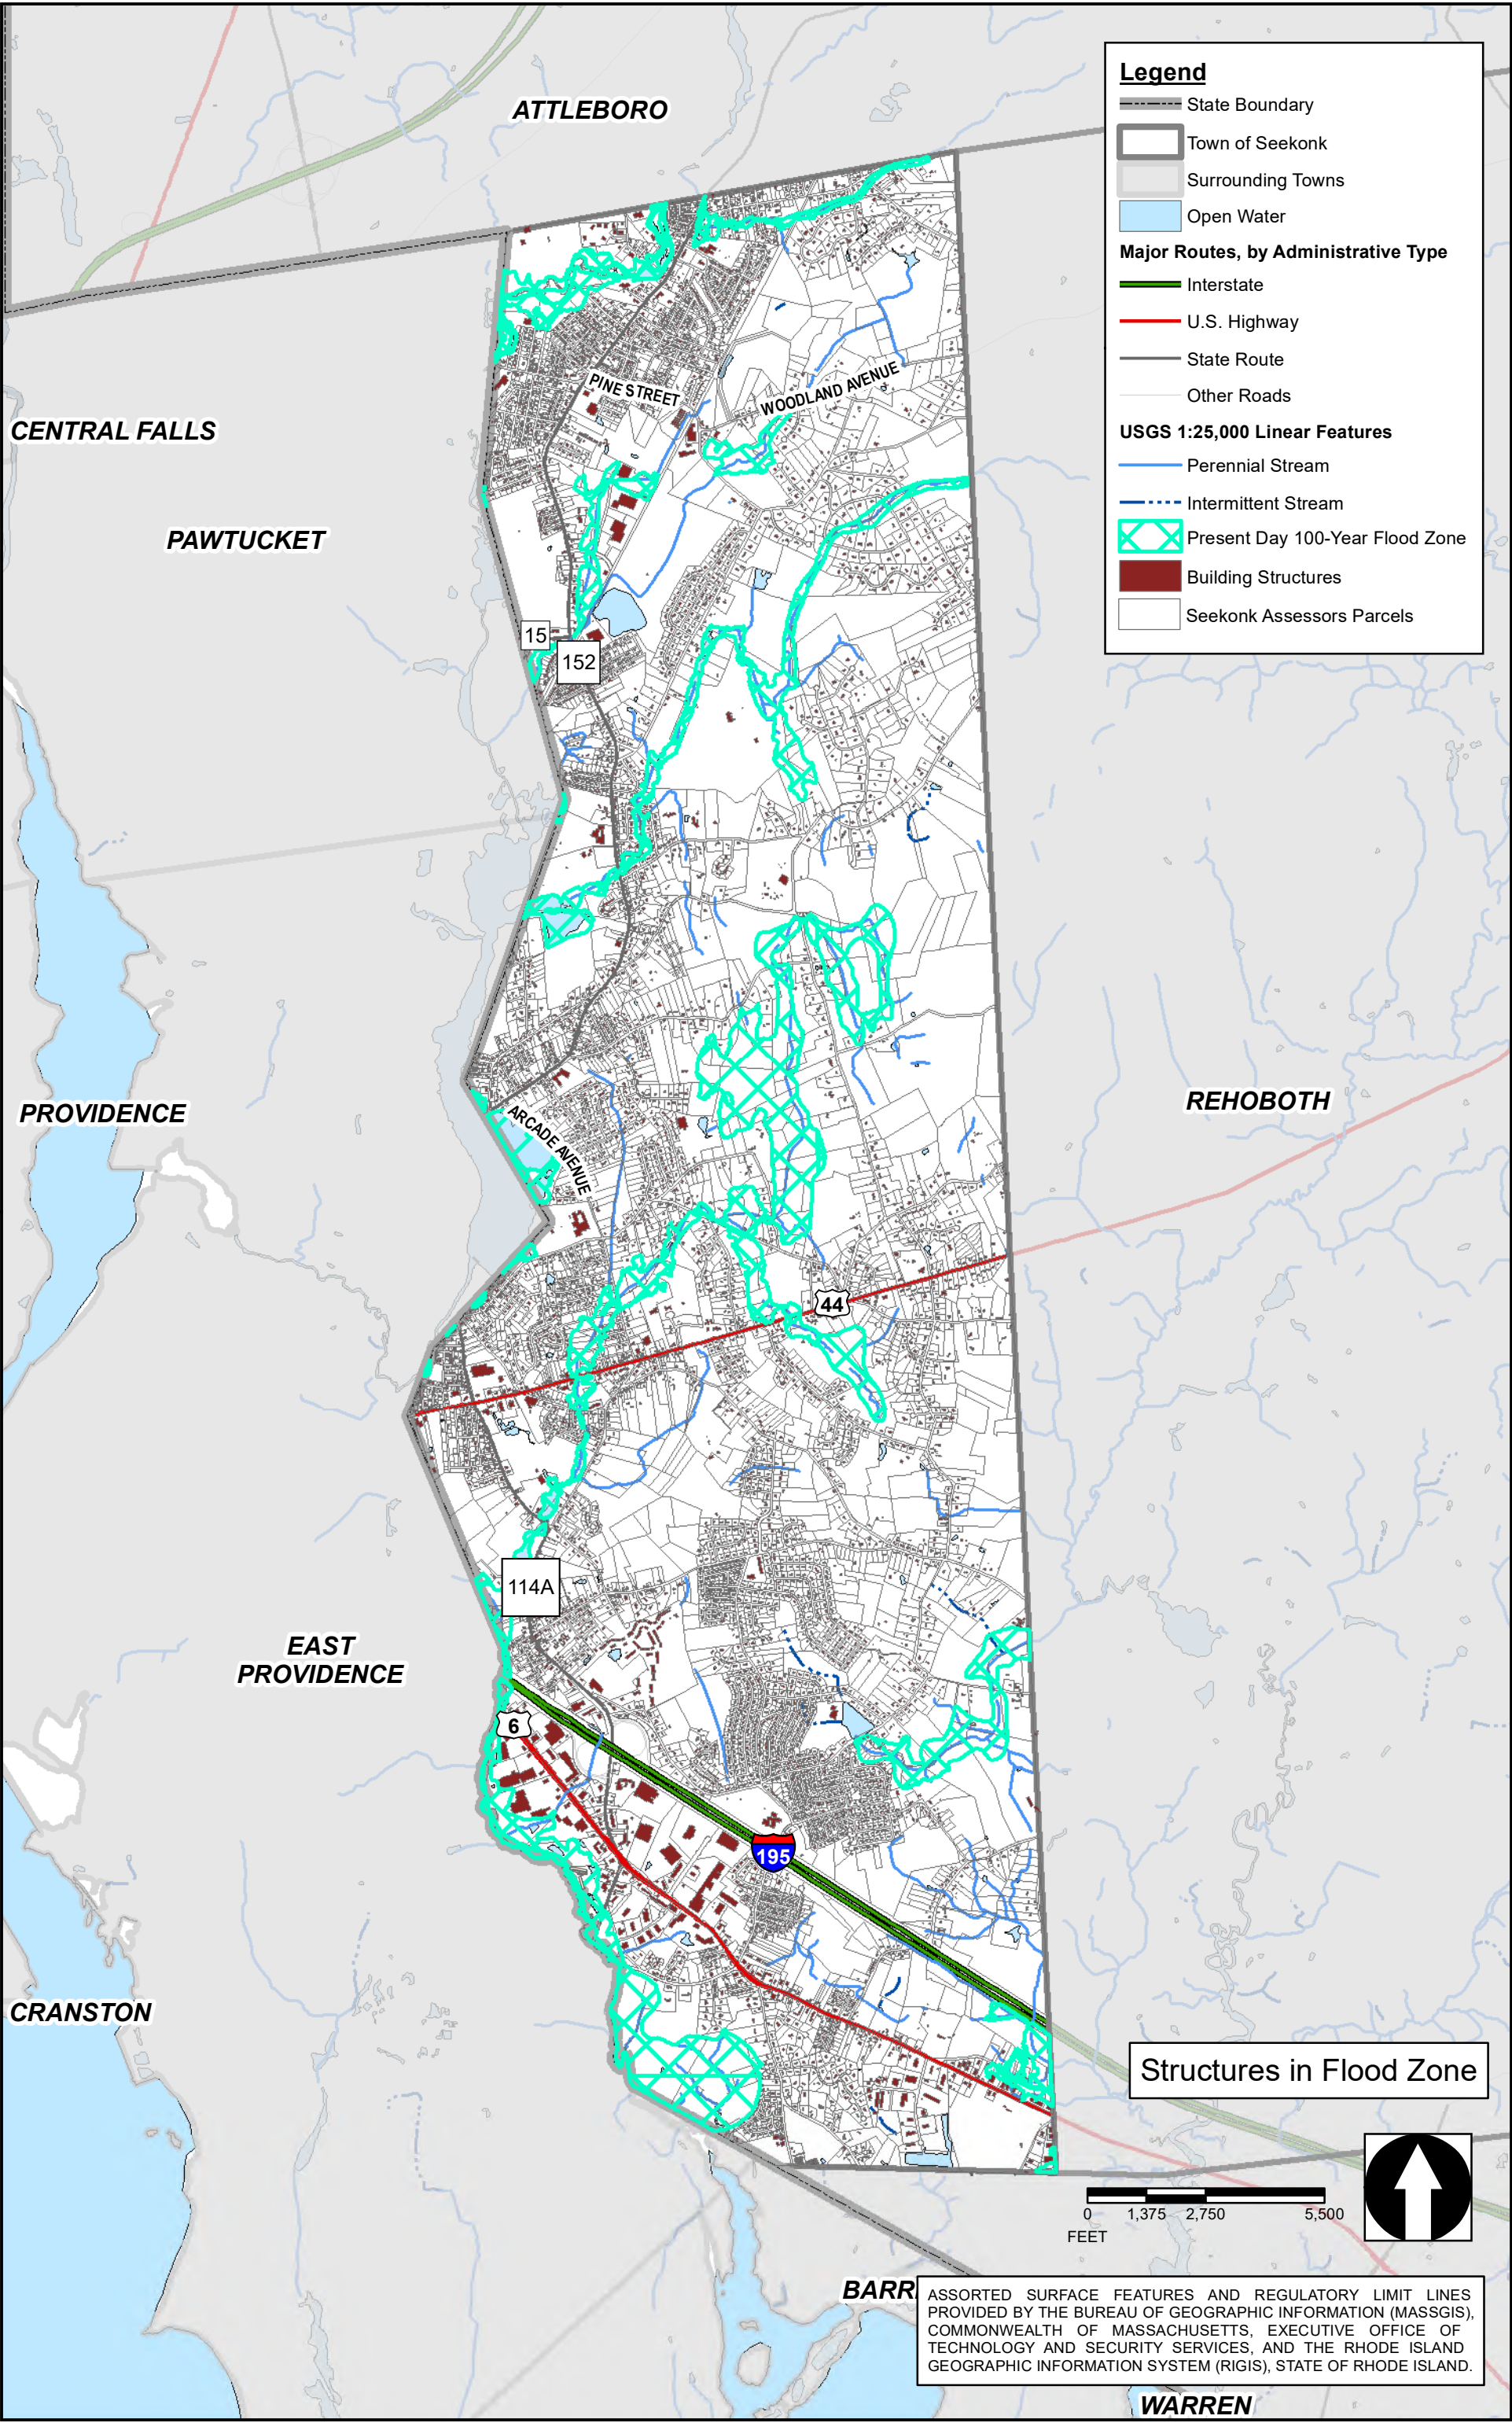 Legend
State Boundary
Town of Seekonk
Surrounding Towns
Open Water
Major Routes, by Administrative Type
Interstate
U.S. Highway
State Route
Other Roads
USGS 1:25,000 Linear Features
Perennial Stream
Intermittent Stream
Present Day 100-Year Flood Zone
Building Structures
Seekonk Assessors Parcels
ATTLEBORO
PINE STREET
WOODLAND AVENUE
CENTRAL FALLS
PAWTUCKET
15
152
PROVIDENCE
ARCADE AVENUE
REHOBOTH
44
114A
EAST
PROVIDENCE
6
195
CRANSTON
Structures in Flood Zone
0 1,375 2,750 5,500
FEET
BARR
ASSORTED SURFACE FEATURES AND REGULATORY LIMIT LINES
PROVIDED BY THE BUREAU OF GEOGRAPHIC INFORMATION (MASSGIS),
COMMONWEALTH OF MASSACHUSETTS, EXECUTIVE OFFICE OF
TECHNOLOGY AND SECURITY SERVICES, AND THE RHODE ISLAND
GEOGRAPHIC INFORMATION SYSTEM (RIGIS), STATE OF RHODE ISLAND.
WARREN